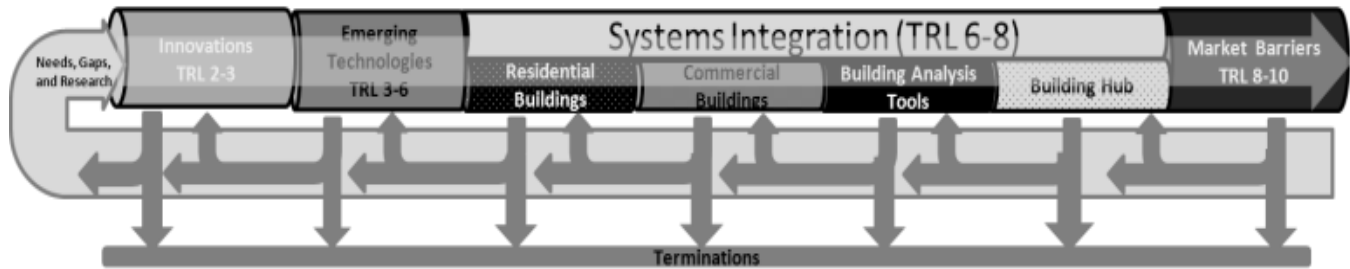 Needs, Gaps,
and Research
Innovations
TRL 2-3
Emerging
Technologies
TRL 3-6
Systems Integration (TRL 6-8)
Residential
Buildings
Commercial
Buildings
Building Analysis
Tools
Building Hub
Market Barriers
TRL 8-10
Terminations